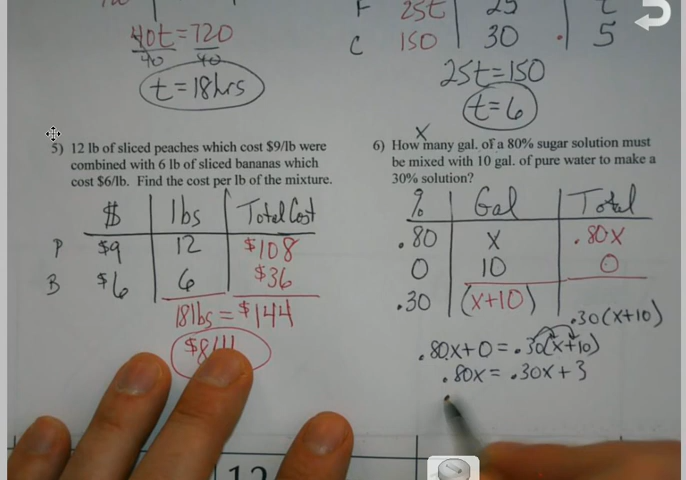 40t = 720
40 40
t = 18hrs
F 25t 25 t
C 150 30 . 5
25t = 150
t = 6
5) 12 lb of sliced peaches which cost $9/lb were
combined with 6 lb of sliced bananas which
cost $6/lb. Find the cost per lb of the mixture.
$ lbs Total Cost
P $9 12 $108
B $6 6 $36
18lbs = $144
$8/
x
6) How many gal. of a 80% sugar solution must
be mixed with 10 gal. of pure water to make a
30% solution?
% Gal Total
.80 x .80x
0 10 0
.30 (x+10) .30(x+10)
.80x + 0 = .30(x+10)
.80x = .30x + 3
12